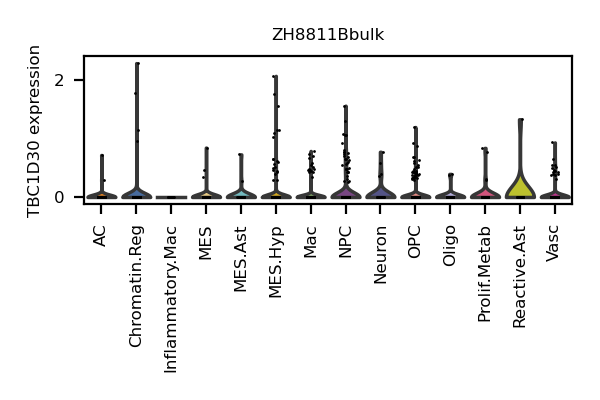 ZH8811Bbulk
TBC1D30 expression
2
0
AC
Chromatin.Reg
Inflammatory.Mac
MES
MES.Ast
MES.Hyp
Mac
NPC
Neuron
OPC
Oligo
Prolif.Metab
Reactive.Ast
Vasc